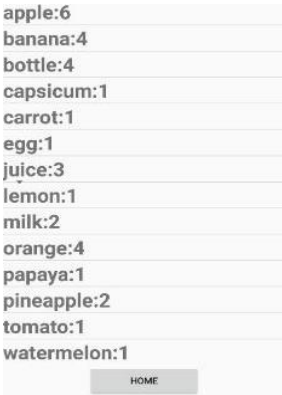 apple:6
banana:4
bottle:4
capsicum:1
carrot:1
egg:1
juice:3
lemon:1
milk:2
orange:4
papaya:1
pineapple:2
tomato:1
watermelon:1
HOME